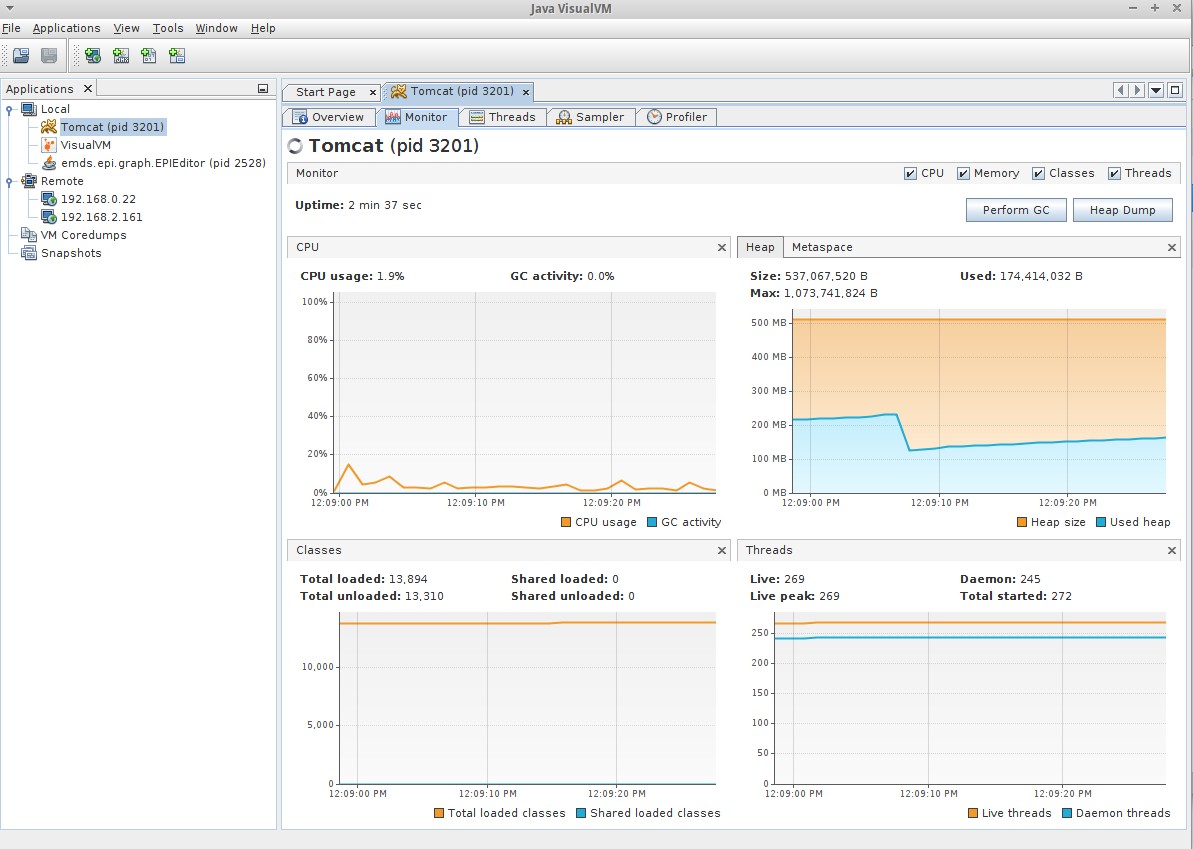 Java VisualVM
File Applications View Tools Window Help
Applications
Local
Tomcat (pid 3201)
VisualVM
emds.epi.graph.EPIEditor (pid 2528)
Remote
192.168.0.22
192.168.2.161
VM Coredumps
Snapshots
Start Page Tomcat (pid 3201)
Overview Monitor Threads Sampler Profiler
Tomcat (pid 3201)
Monitor CPU Memory Classes Threads
Uptime: 2 min 37 sec Perform GC Heap Dump
CPU
CPU usage: 1.9% GC activity: 0.0%
100%
80%
60%
40%
20%
0%
12:09:00 PM 12:09:10 PM 12:09:20 PM
CPU usage GC activity
Heap Metaspace
Size: 537,067,520 B Used: 174,414,032 B
Max: 1,073,741,824 B
500 MB
400 MB
300 MB
200 MB
100 MB
0 MB
12:09:00 PM 12:09:10 PM 12:09:20 PM
Heap size Used heap
Classes
Total loaded: 13,894 Shared loaded: 0
Total unloaded: 13,310 Shared unloaded: 0
10,000
5,000
0
12:09:00 PM 12:09:10 PM 12:09:20 PM
Total loaded classes Shared loaded classes
Threads
Live: 269 Daemon: 245
Live peak: 269 Total started: 272
250
200
150
100
50
0
12:09:00 PM 12:09:10 PM 12:09:20 PM
Live threads Daemon threads